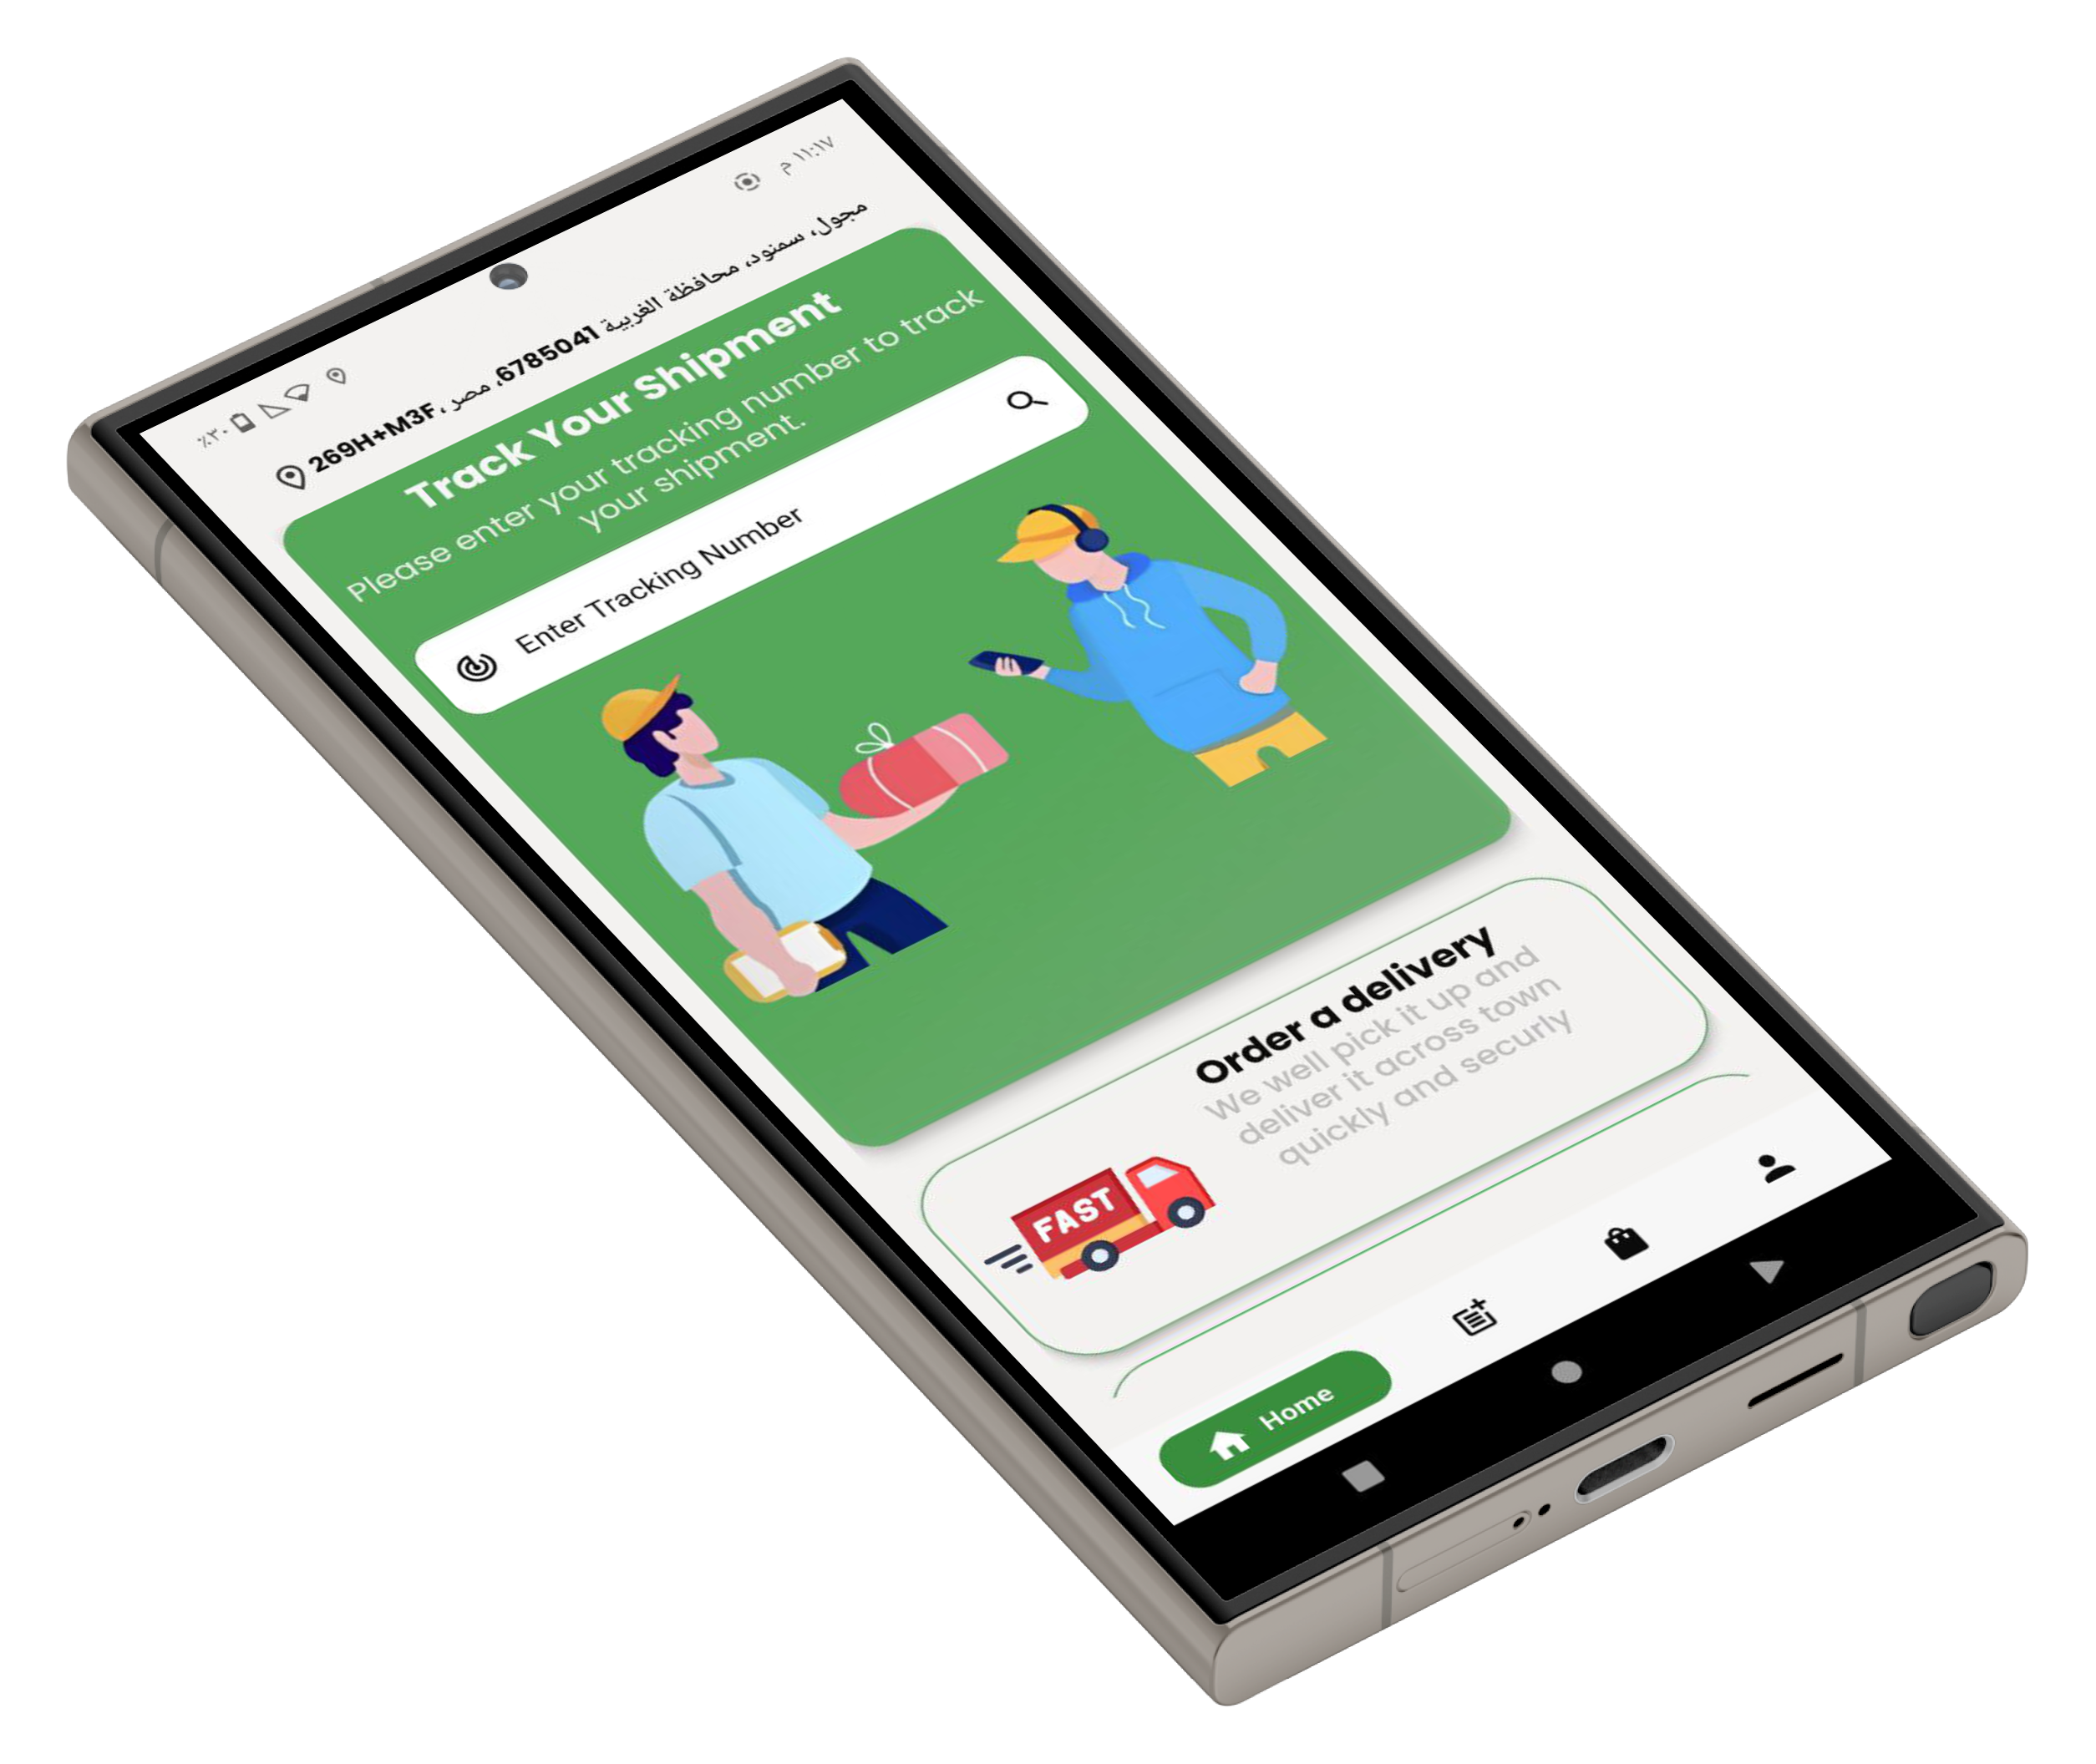 ١١:١٧ م
٪٣٠
269H+M3F، مجول، سمنود، محافظة الغربية 6785041، مصر
Track Your Shipment
Please enter your tracking number to track
your shipment.
Enter Tracking Number
Order a delivery
We well pick it up and
deliver it across town
quickly and securly
FAST
Home